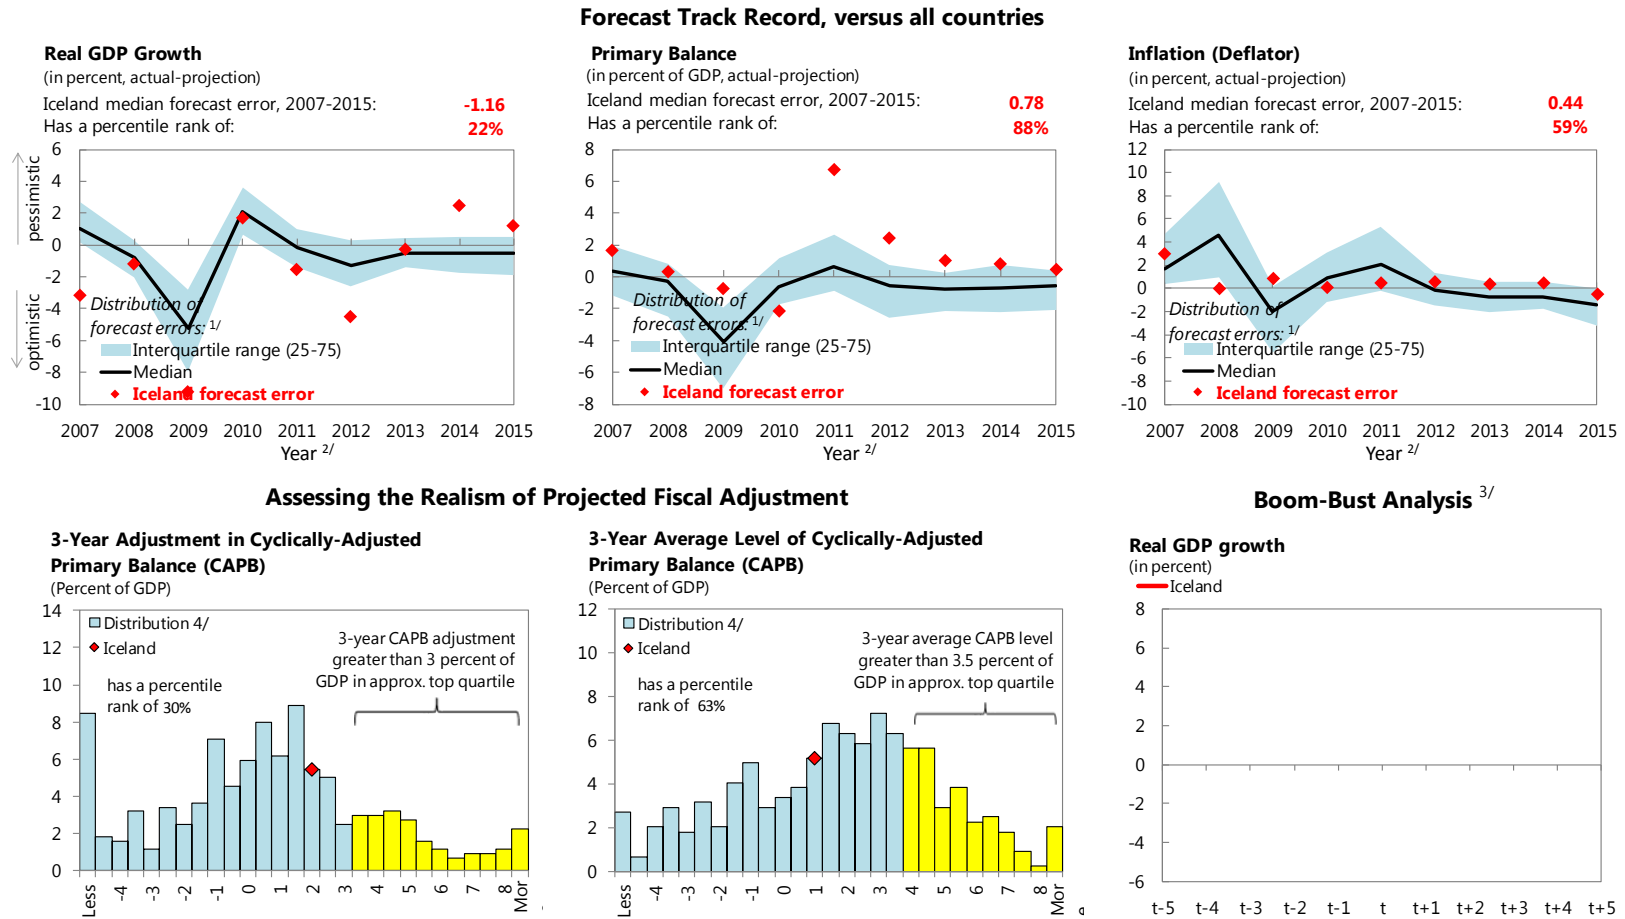 Forecast Track Record, versus all countries
Real GDP Growth
(in percent, actual-projection)
Iceland median forecast error, 2007-2015: -1.16
Has a percentile rank of: 22%
pessimistic
optimistic
6
4
2
0
-2
-4
-6
-8
-10
Distribution of
forecast errors: 1/
Interquartile range (25-75)
Median
Iceland forecast error
2007 2008 2009 2010 2011 2012 2013 2014 2015
Year 2/
Primary Balance
(in percent of GDP, actual-projection)
Iceland median forecast error, 2007-2015: 0.78
Has a percentile rank of: 88%
8
6
4
2
0
-2
-4
-6
-8
Distribution of
forecast errors: 1/
Interquartile range (25-75)
Median
Iceland forecast error
2007 2008 2009 2010 2011 2012 2013 2014 2015
Year 2/
Inflation (Deflator)
(in percent, actual-projection)
Iceland median forecast error, 2007-2015: 0.44
Has a percentile rank of: 59%
12
10
8
6
4
2
0
-2
-4
-6
-8
-10
Distribution of
forecast errors: 1/
Interquartile range (25-75)
Median
Iceland forecast error
2007 2008 2009 2010 2011 2012 2013 2014 2015
Year 2/
Assessing the Realism of Projected Fiscal Adjustment
3-Year Adjustment in Cyclically-Adjusted
Primary Balance (CAPB)
(Percent of GDP)
14
12
10
8
6
4
2
0
Distribution 4/
Iceland
has a percentile
rank of 30%
3-year CAPB adjustment
greater than 3 percent of
GDP in approx. top quartile
Less -4 -3 -2 -1 0 1 2 3 4 5 6 7 8 Mor
3-Year Average Level of Cyclically-Adjusted
Primary Balance (CAPB)
(Percent of GDP)
12
10
8
6
4
2
0
Distribution 4/
Iceland
has a percentile
rank of 63%
3-year average CAPB level
greater than 3.5 percent of
GDP in approx. top quartile
Less -4 -3 -2 -1 0 1 2 3 4 5 6 7 8 Mor
e
Boom-Bust Analysis 3/
Real GDP growth
(in percent)
Iceland
8
6
4
2
0
-2
-4
-6
t-5 t-4 t-3 t-2 t-1 t t+1 t+2 t+3 t+4 t+5